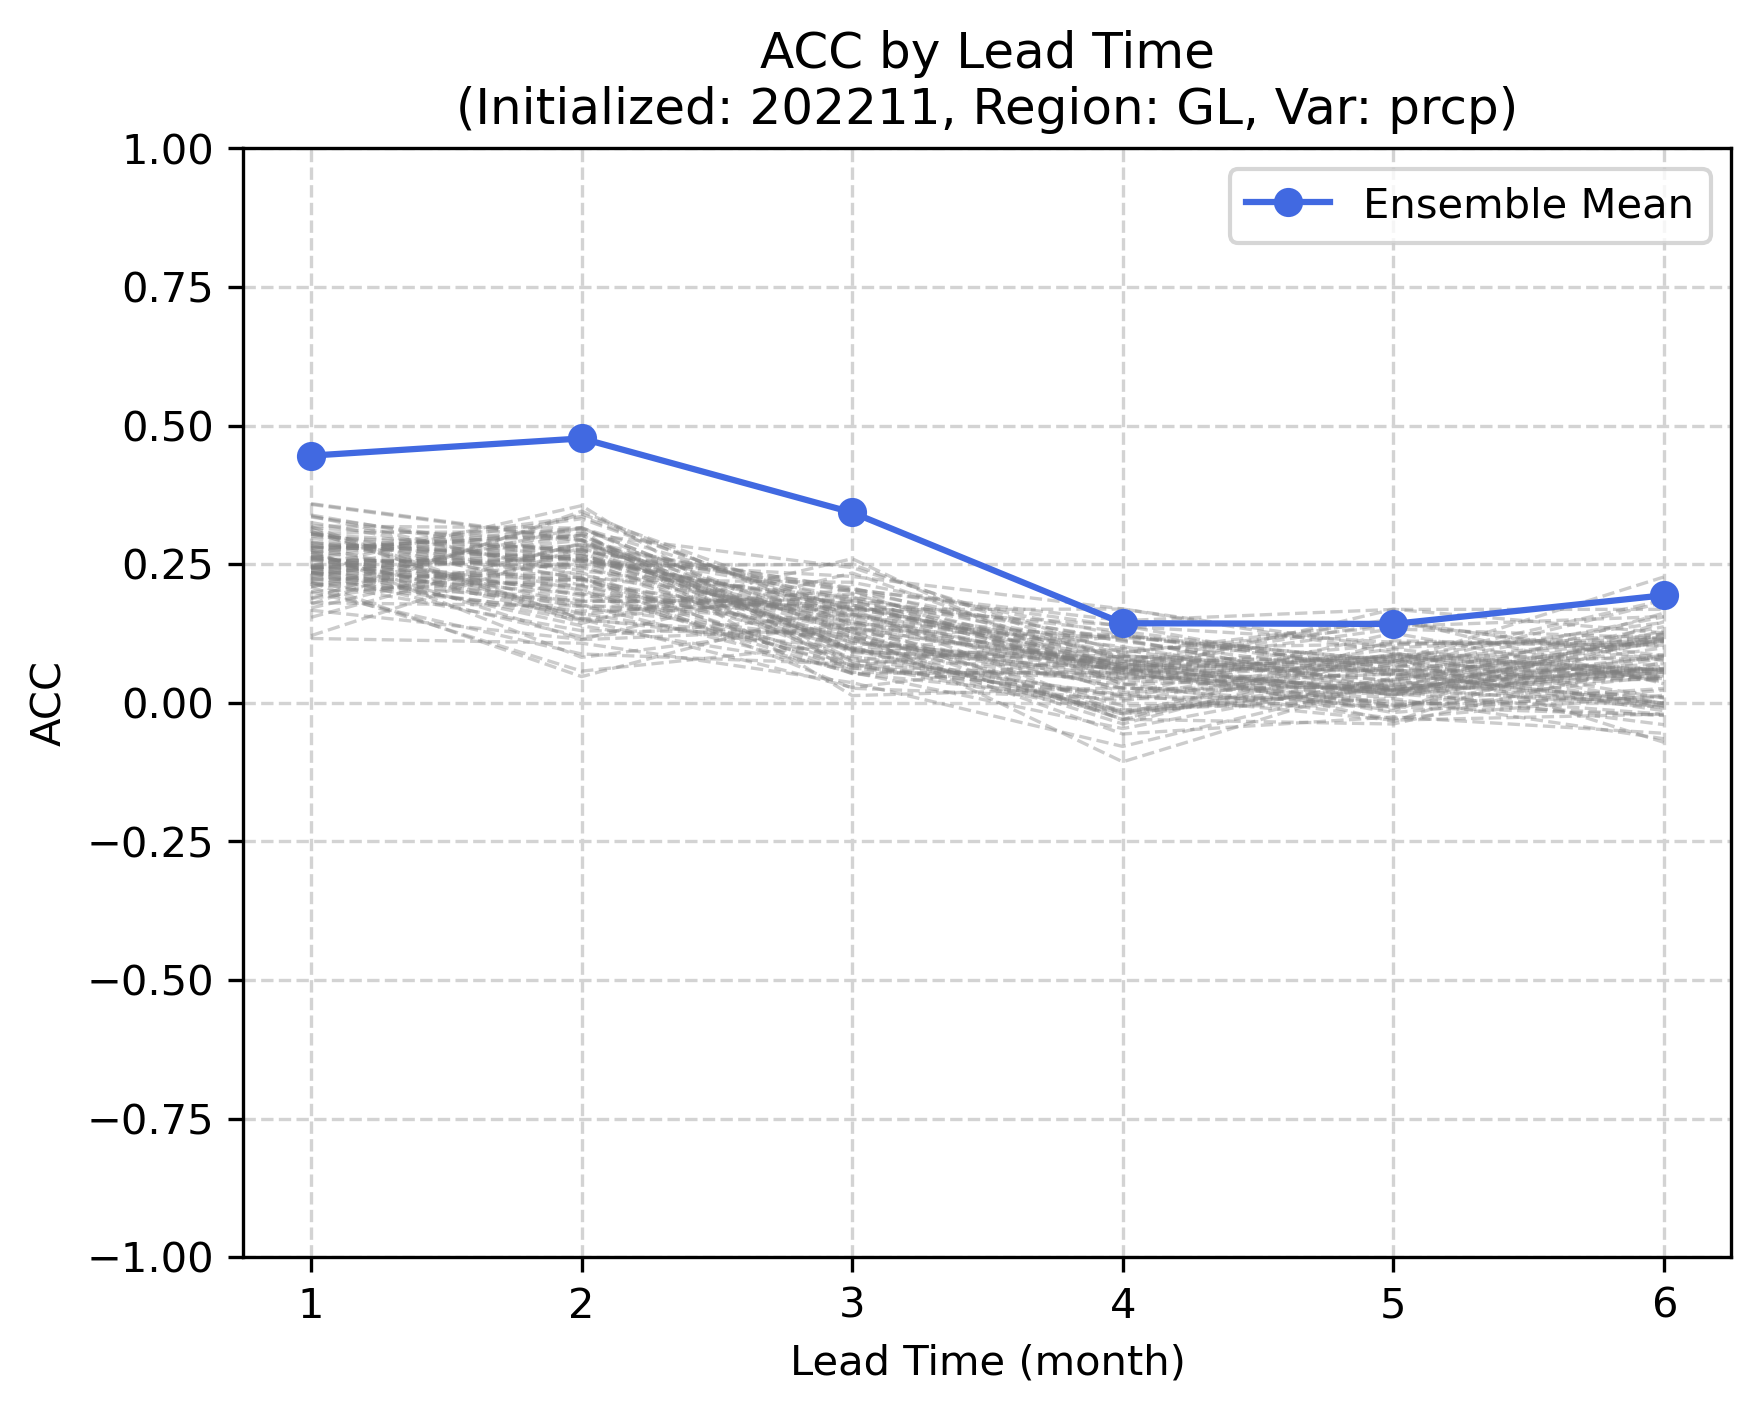 ACC by Lead Time
(Initialized: 202211, Region: GL, Var: prcp)
Ensemble Mean
1.00
0.75
0.50
0.25
0.00
−0.25
−0.50
−0.75
−1.00
ACC
1 2 3 4 5 6
Lead Time (month)